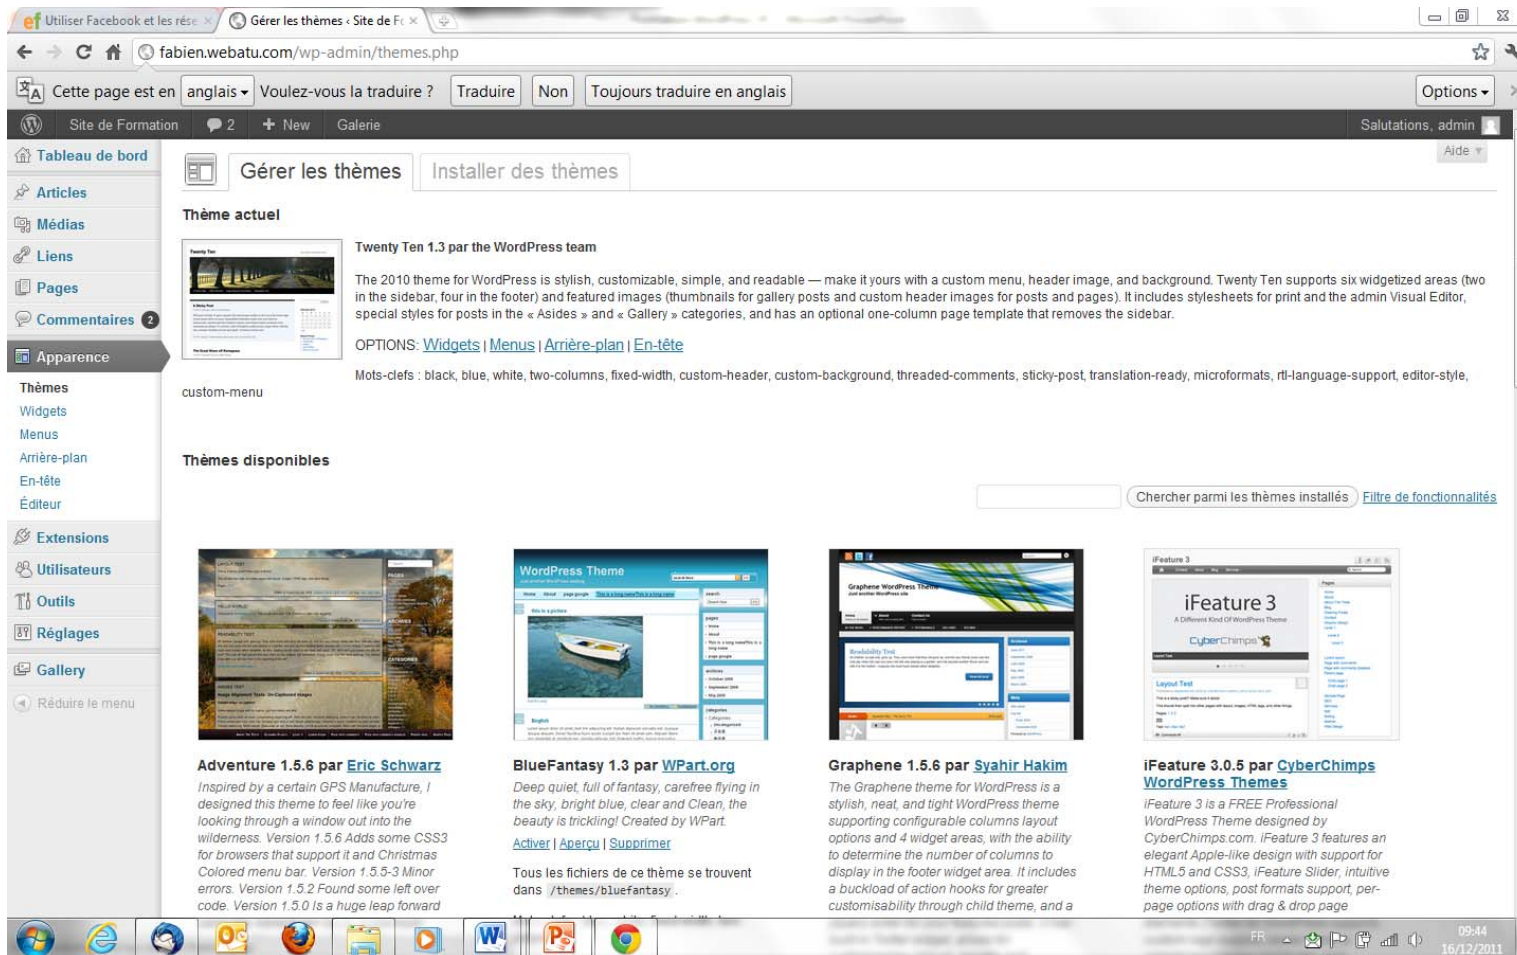 Utiliser Facebook et les rése
Gérer les thèmes ‹ Site de Fo
fabien.webatu.com/wp-admin/themes.php
Cette page est en anglais Voulez-vous la traduire ? Traduire Non Toujours traduire en anglais Options
Site de Formation 2 + New Galerie Salutations, admin
Aide
Tableau de bord
Articles
Médias
Liens
Pages
Commentaires 2
Apparence
Thèmes
Widgets
Menus
Arrière-plan
En-tête
Éditeur
Extensions
Utilisateurs
Outils
Réglages
Gallery
Réduire le menu
Gérer les thèmes Installer des thèmes
Thème actuel
Twenty Ten 1.3 par the WordPress team
The 2010 theme for WordPress is stylish, customizable, simple, and readable — make it yours with a custom menu, header image, and background. Twenty Ten supports six widgetized areas (two
in the sidebar, four in the footer) and featured images (thumbnails for gallery posts and custom header images for posts and pages). It includes stylesheets for print and the admin Visual Editor,
special styles for posts in the « Asides » and « Gallery » categories, and has an optional one-column page template that removes the sidebar.
OPTIONS: Widgets | Menus | Arrière-plan | En-tête
Mots-clefs : black, blue, white, two-columns, fixed-width, custom-header, custom-background, threaded-comments, sticky-post, translation-ready, microformats, rtl-language-support, editor-style,
custom-menu
Thèmes disponibles
Chercher parmi les thèmes installés Filtre de fonctionnalités
WordPress Theme
Graphene WordPress Theme
iFeature 3
iFeature 3
A Different Kind Of WordPress Theme
CyberChimps
Layout Test
Adventure 1.5.6 par Eric Schwarz
Inspired by a certain GPS Manufacture, I
designed this theme to feel like you're
looking through a window out into the
wilderness. Version 1.5.6 Adds some CSS3
for browsers that support it and Christmas
Colored menu bar. Version 1.5.5-3 Minor
errors. Version 1.5.2 Found some left over
code. Version 1.5.0 Is a huge leap forward
BlueFantasy 1.3 par WPart.org
Deep quiet, full of fantasy, carefree flying in
the sky, bright blue, clear and Clean, the
beauty is trickling! Created by WPart.
Activer | Aperçu | Supprimer
Tous les fichiers de ce thème se trouvent
dans /themes/bluefantasy .
Graphene 1.5.6 par Syahir Hakim
The Graphene theme for WordPress is a
stylish, neat, and tight WordPress theme
supporting configurable columns layout
options and 4 widget areas, with the ability
to determine the number of columns to
display in the footer widget area. It includes
a buckload of action hooks for greater
customisability through child theme, and a
iFeature 3.0.5 par CyberChimps
WordPress Themes
iFeature 3 is a FREE Professional
WordPress Theme designed by
CyberChimps.com. iFeature 3 features an
elegant Apple-like design with support for
HTML5 and CSS3, iFeature Slider, intuitive
theme options, post formats support, per-
page options with drag & drop page
FR
09:44
16/12/2011